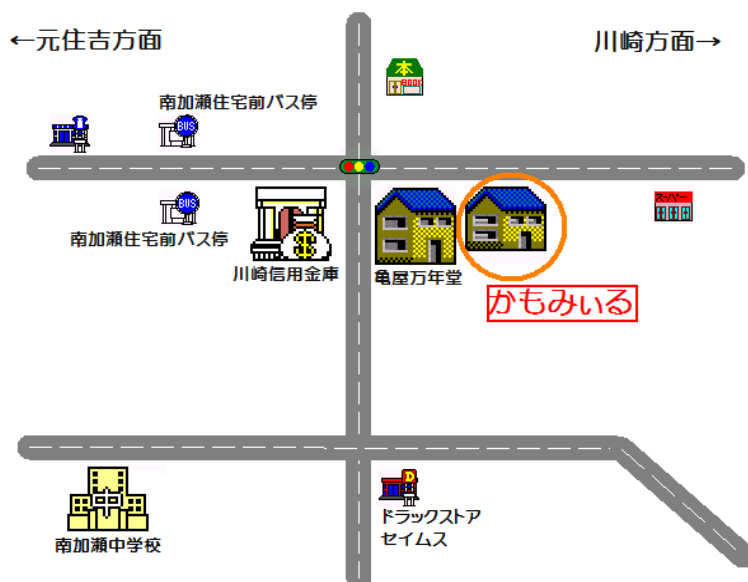 ←元住吉方面
川崎方面→
本
BOOK
南加瀬住宅前バス停
BUS
スーパー
BUS
南加瀬住宅前バス停
$
川崎信用金庫
亀屋万年堂
かもみぃる
D
ドラックストア
セイムス
南加瀬中学校